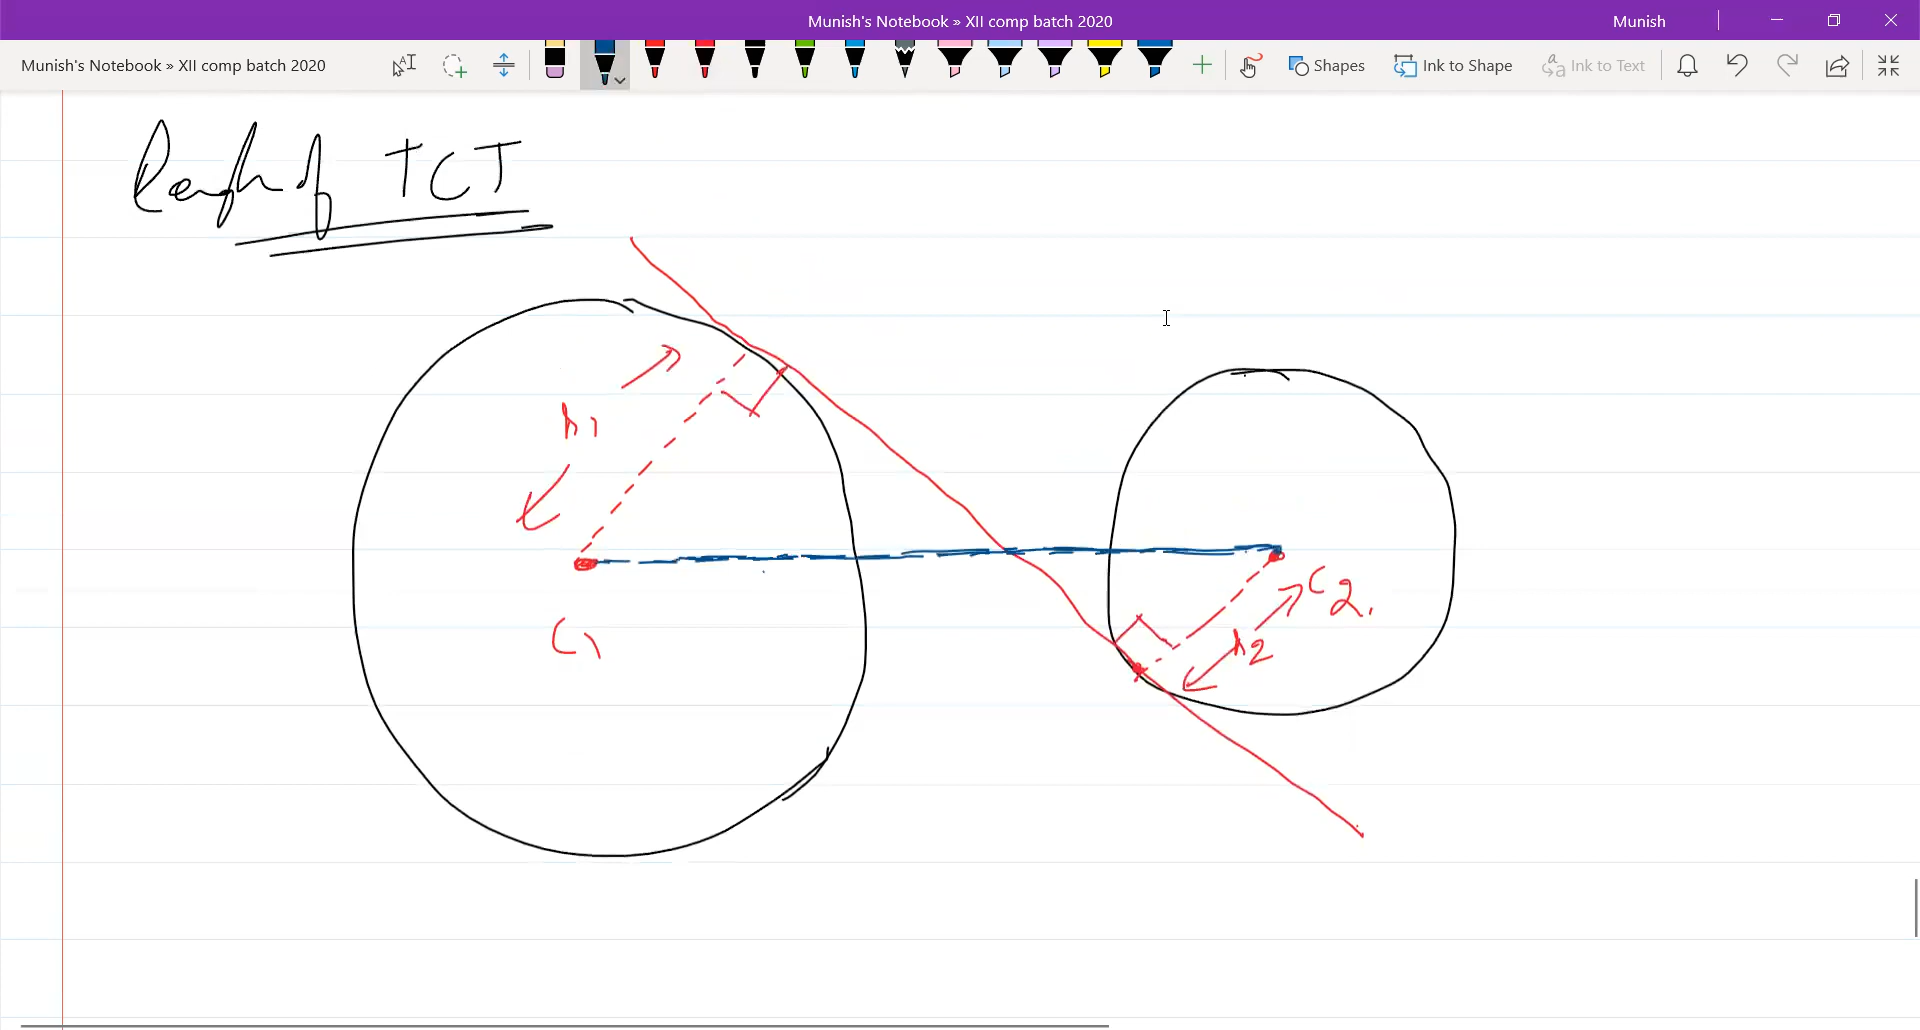 Munish's Notebook » XII comp batch 2020
Munish
Munish's Notebook » XII comp batch 2020
Shapes
Ink to Shape
Ink to Text
Length of TCT
r1
C1
C2
r2